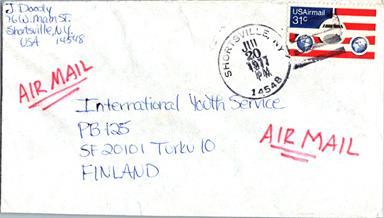 J Doody
76 W. Main St.
Shortsville, N.Y.
USA 14548
USAirmail
31c
SHORTSVILLE, NY
JUL
20
1977
PM
14548
AIR MAIL
International Youth Service
PB 125
SF 20101 Turku 10
FINLAND
AIR MAIL